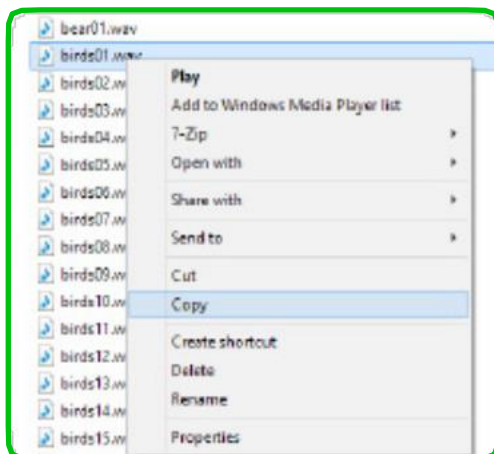 bear01.wav
birds01.wav
birds02.w
birds03.w
birds04.w
birds05.w
birds06.w
birds07.w
birds08.w
birds09.w
birds10.w
birds11.w
birds12.w
birds13.w
birds14.w
birds15.w
Play
Add to Windows Media Player list
7-Zip
Open with
Share with
Send to
Cut
Copy
Create shortcut
Delete
Rename
Properties